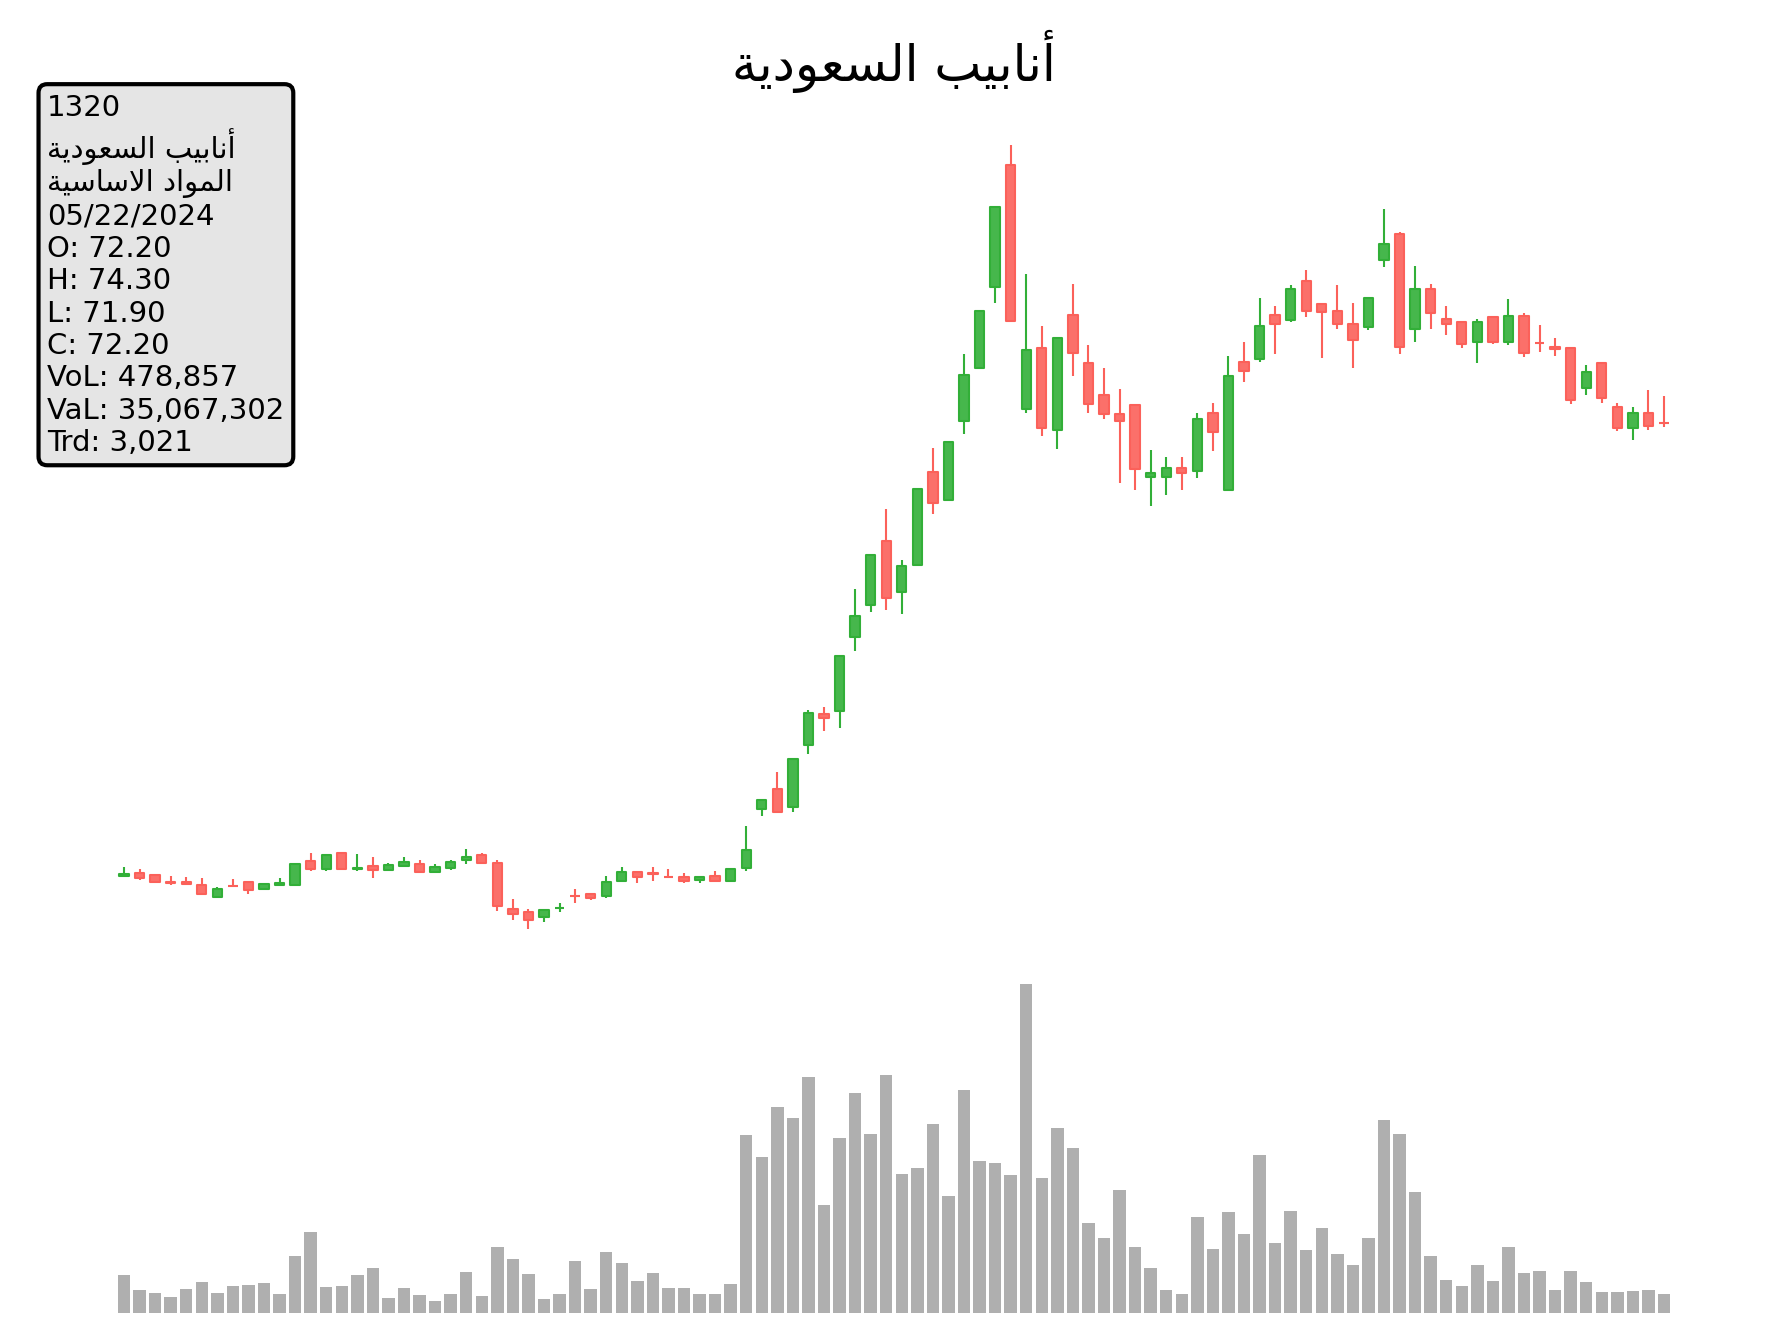 أنابيب السعودية
1320
أنابيب السعودية
المواد الاساسية
05/22/2024
O: 72.20
H: 74.30
L: 71.90
C: 72.20
VoL: 478,857
VaL: 35,067,302
Trd: 3,021